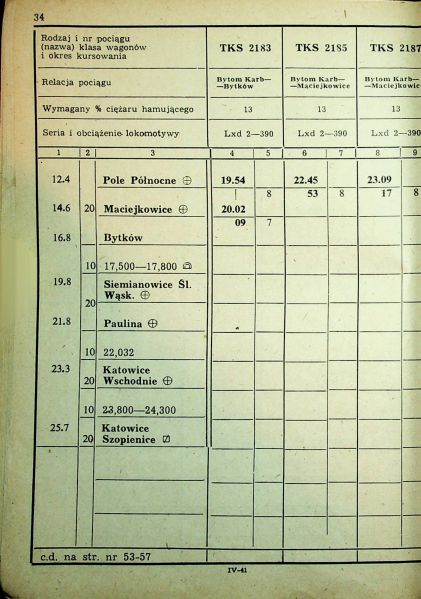 34
Rodzaj i nr pociągu
(nazwa) klasa wagonów
i okres kursowania
TKS 2183
TKS 2185
TKS 2187
Relacja pociągu
Bytom Karb—
—Bytków
Bytom Karb—
—Maciejkowice
Bytom Karb—
—Maciejkowic
Wymagany % ciężaru hamującego
13
13
13
Seria i obciążenie lokomotywy
Lxd 2—390
Lxd 2—390
Lxd 2—390
1 2 3 4 5 6 7 8 9
12.4 Pole Północne ⊕ 19.54 22.45 23.09
| 8 53 8 17 8
14.6 20 Maciejkowice ⊕ 20.02
09 7
16.8 Bytków
10 17,500—17,800
19.8 Siemianowice Śl.
Wąsk. ⊕
20
21.8 Paulina ⊕
10 22,032
23.3 Katowice
20 Wschodnie ⊕
10 23,800—24,300
25.7 Katowice
20 Szopienice
c.d. na str. nr 53-57
IV-41